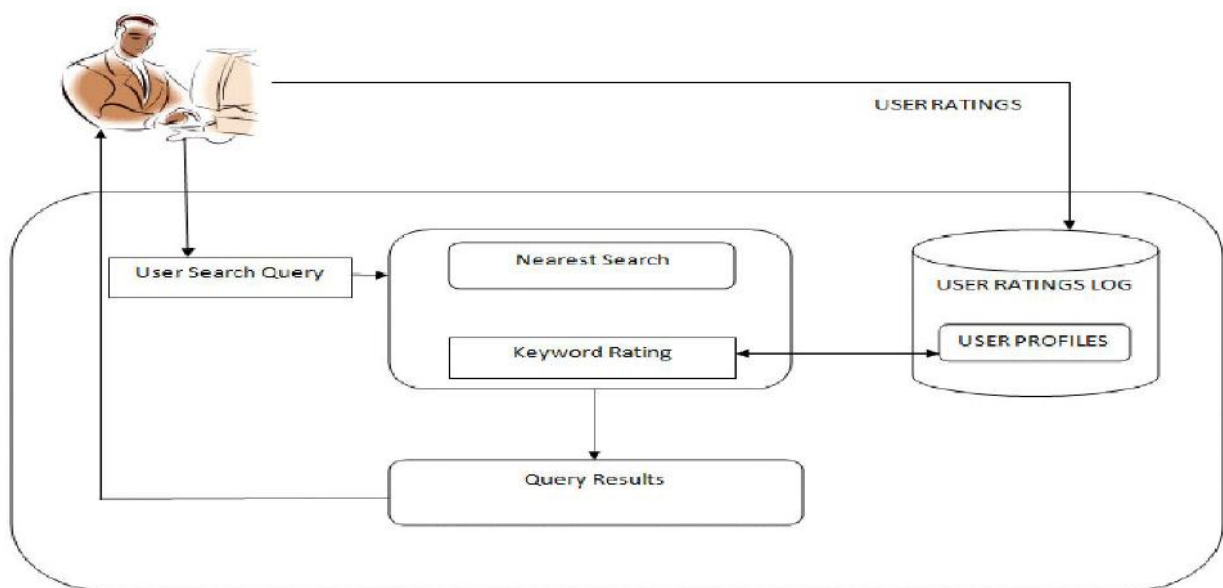 USER RATINGS
Nearest Search
User Search Query
USER RATINGS LOG
Keyword Rating
USER PROFILES
Query Results